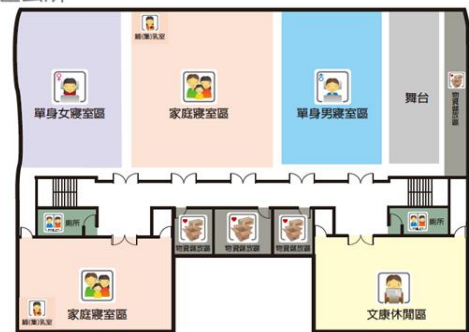 哺(集)乳室
單身女寢室區
家庭寢室區
單身男寢室區
舞台
物資儲放區
廁所
物資儲放區
物資儲放區
物資儲放區
廁所
哺(集)乳室
家庭寢室區
文康休閒區